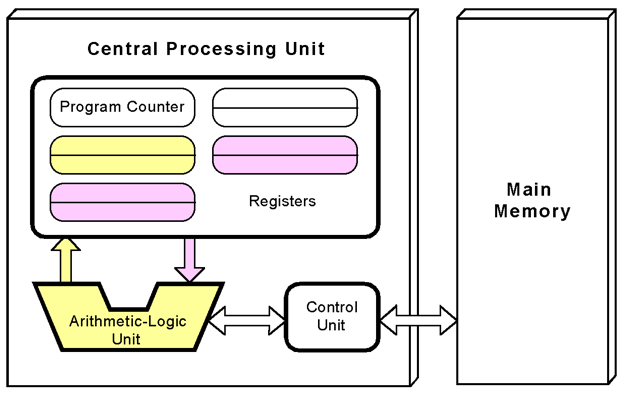 Central Processing Unit
Program Counter
Registers
Main
Memory
Arithmetic-Logic
Unit
Control
Unit